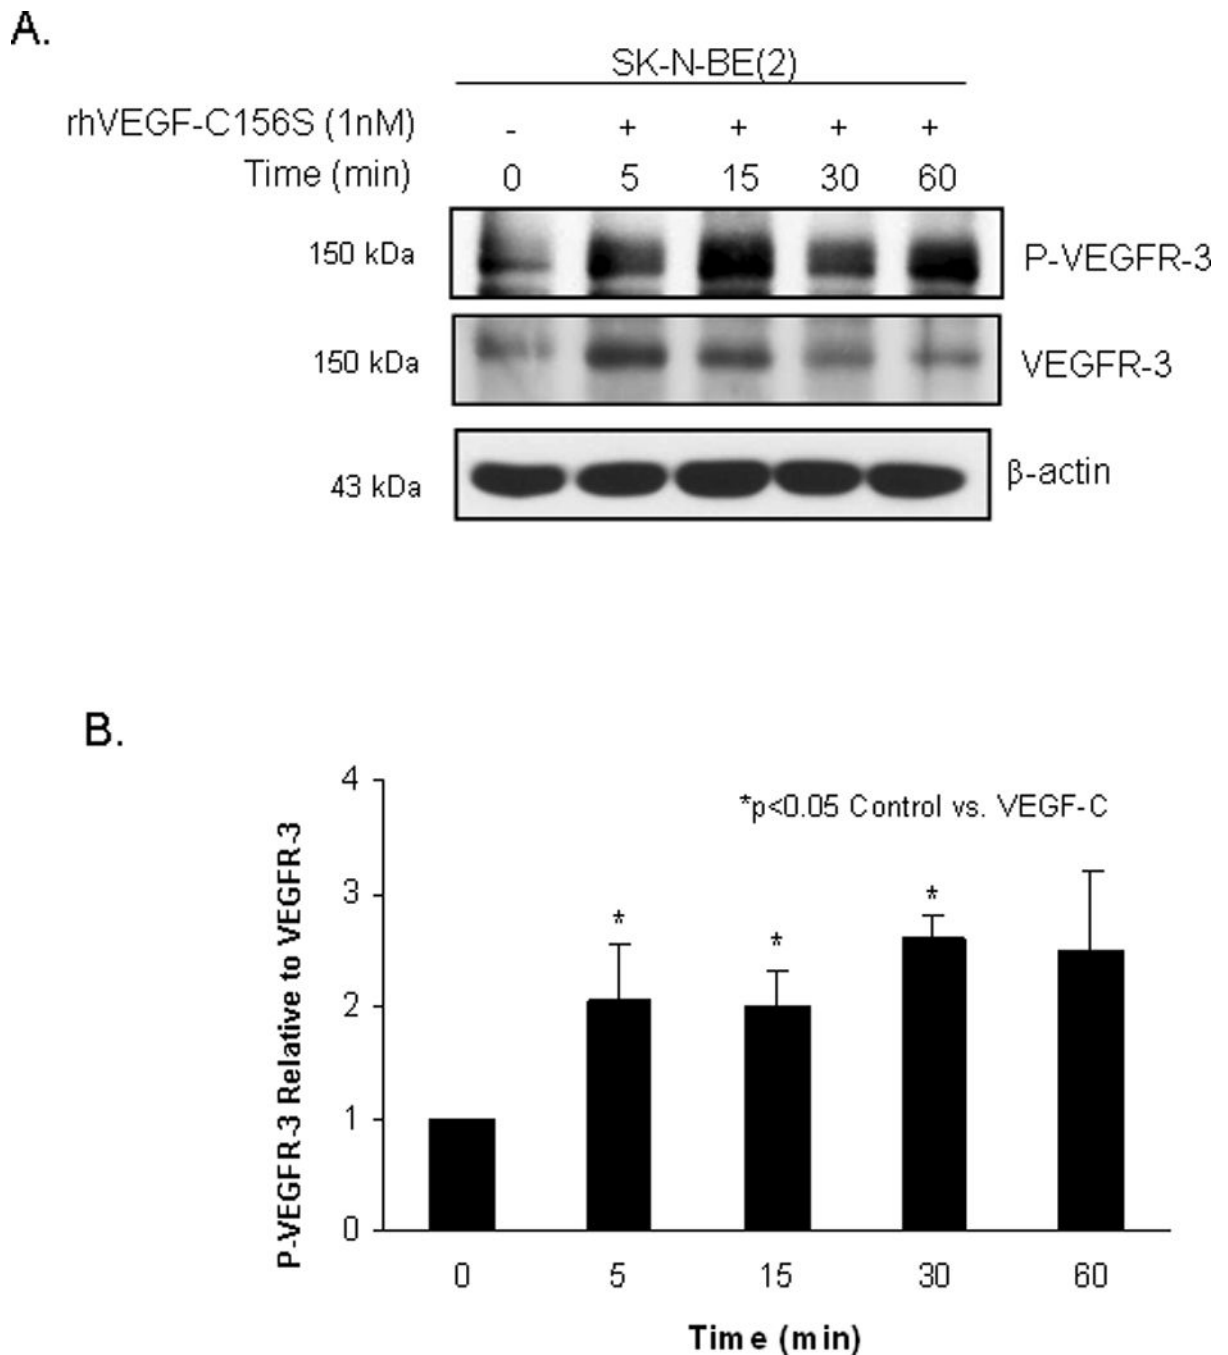 A.
SK-N-BE(2)
rhVEGF-C156S (1nM) - + + + +
Time (min) 0 5 15 30 60
150 kDa P-VEGFR-3
150 kDa VEGFR-3
43 kDa β-actin
B.
*p<0.05 Control vs. VEGF-C
P-VEGFR-3 Relative to VEGFR-3
4
3
2
1
0
* * *
0 5 15 30 60
Time (min)